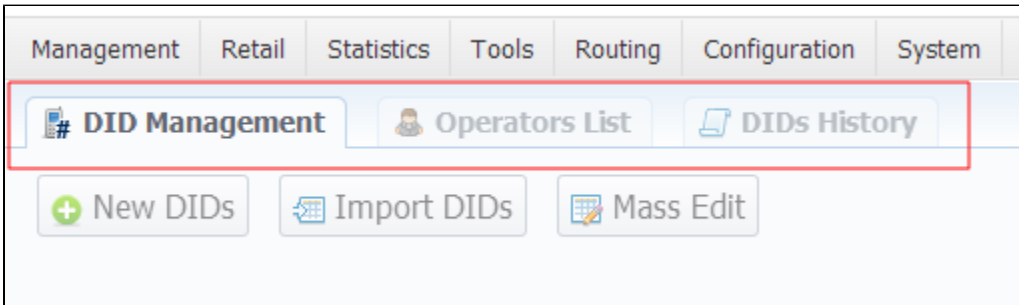 Management Retail Statistics Tools Routing Configuration System
# DID Management Operators List DIDs History
New DIDs Import DIDs Mass Edit